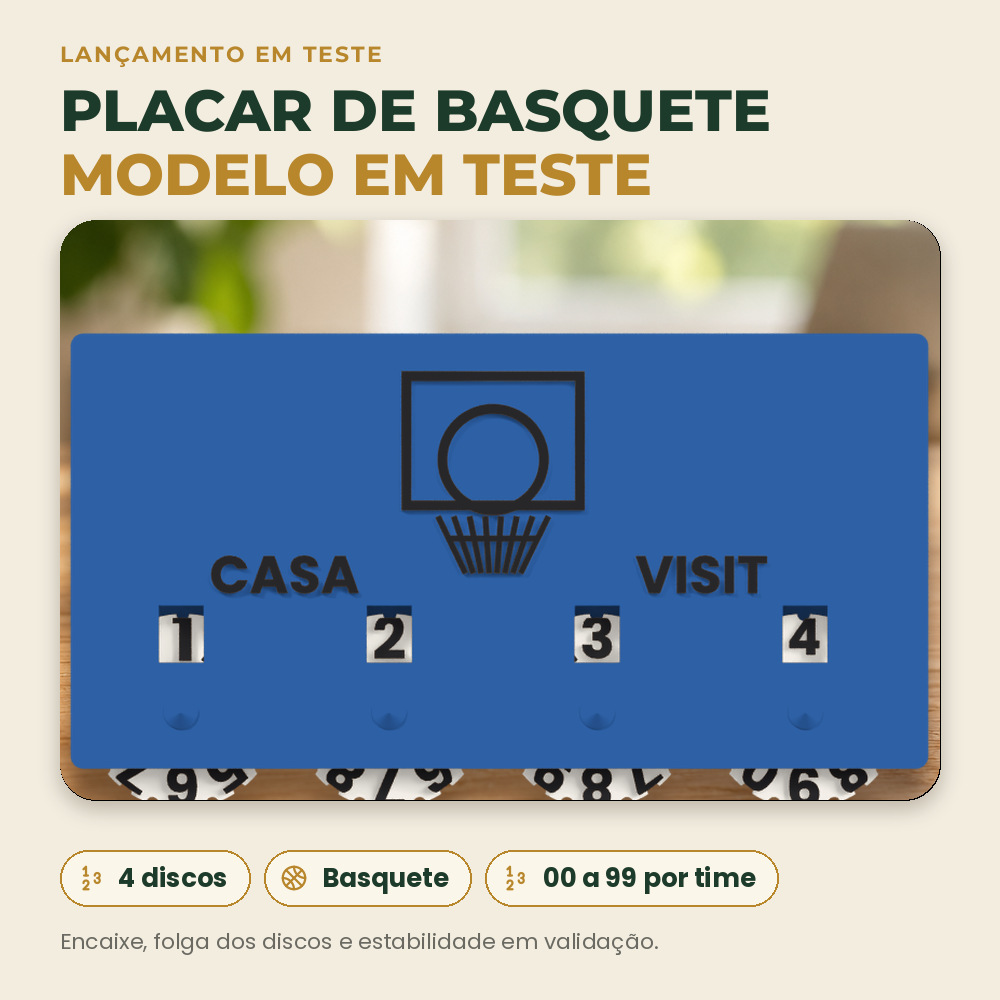 LANÇAMENTO EM TESTE
PLACAR DE BASQUETE
MODELO EM TESTE
CASA VISIT
1 2 3 4
4 discos Basquete 00 a 99 por time
Encaixe, folga dos discos e estabilidade em validação.